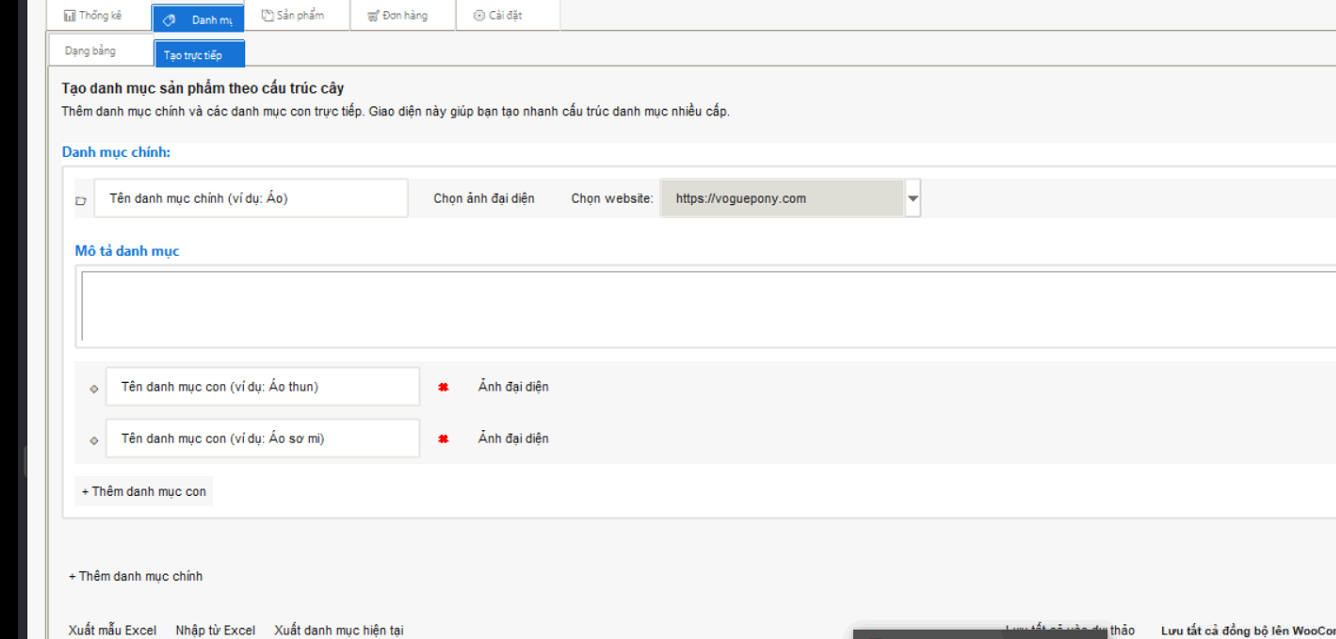 Thống kê Danh mụ Sản phẩm Đơn hàng Cài đặt
Dạng bảng Tạo trực tiếp
Tạo danh mục sản phẩm theo cấu trúc cây
Thêm danh mục chính và các danh mục con trực tiếp. Giao diện này giúp bạn tạo nhanh cấu trúc danh mục nhiều cấp.
Danh mục chính:
Tên danh mục chính (ví dụ: Áo) Chọn ảnh đại diện Chọn website: https://voguepony.com
Mô tả danh mục
Tên danh mục con (ví dụ: Áo thun) Ảnh đại diện
Tên danh mục con (ví dụ: Áo sơ mi) Ảnh đại diện
+ Thêm danh mục con
+ Thêm danh mục chính
Xuất mẫu Excel Nhập từ Excel Xuất danh mục hiện tại thảo Lưu tất cả đồng bộ lên WooCor